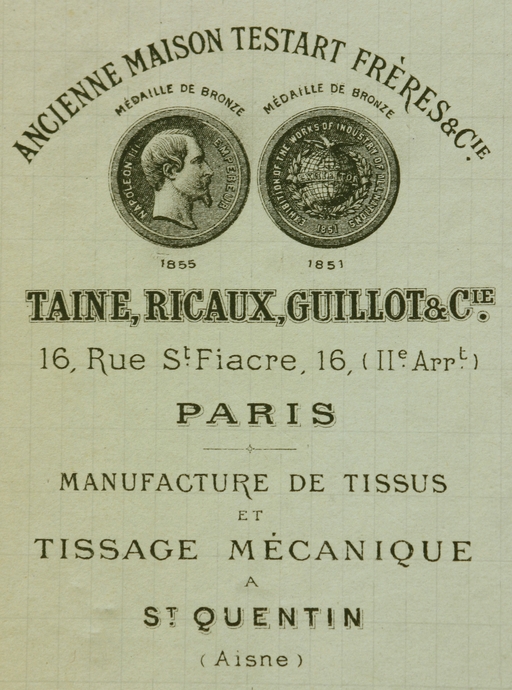 ANCIENNE MAISON TESTART FRÈRES & Cie.
MÉDAILLE DE BRONZE
MÉDAILLE DE BRONZE
NAPOLEON III EMPEREUR
EXHIBITION OF THE WORKS OF INDUSTRY OF ALL NATIONS
1851
1855
1851
TAINE, RICAUX, GUILLOT & CIE.
16, Rue St Fiacre, 16, (IIe Arrt)
PARIS
MANUFACTURE DE TISSUS
ET
TISSAGE MÉCANIQUE
A
ST QUENTIN
(Aisne)